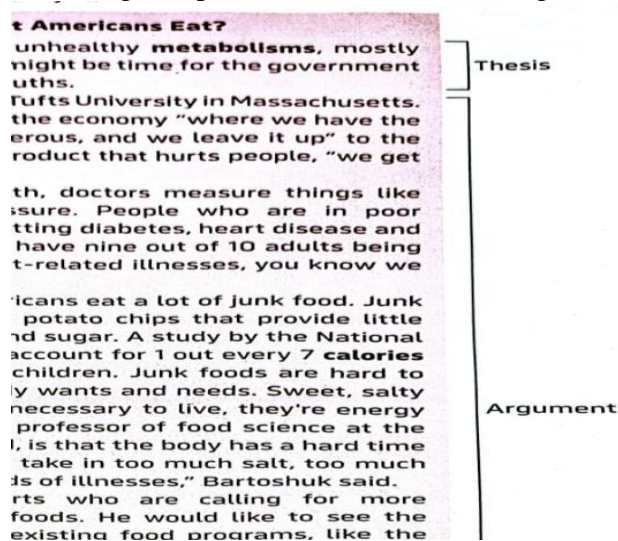 t Americans Eat?
unhealthy metabolisms, mostly
might be time for the government
uths.
Thesis
Tufts University in Massachusetts.
the economy "where we have the
erous, and we leave it up" to the
roduct that hurts people, "we get
th, doctors measure things like
ssure. People who are in poor
tting diabetes, heart disease and
have nine out of 10 adults being
t-related illnesses, you know we
icans eat a lot of junk food. Junk
potato chips that provide little
nd sugar. A study by the National
account for 1 out every 7 calories
children. Junk foods are hard to
ly wants and needs. Sweet, salty
necessary to live, they're energy
professor of food science at the
l, is that the body has a hard time
take in too much salt, too much
ds of illnesses," Bartoshuk said.
rts who are calling for more
foods. He would like to see the
existing food programs, like the
Argument